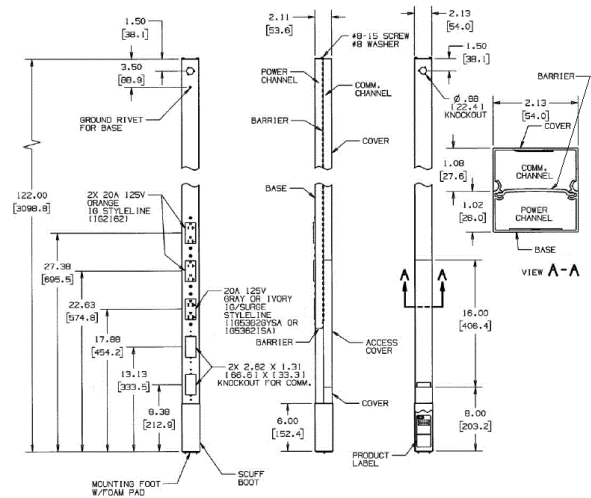 2.11
[53.6]
2.13
[54.0]
1.50
[38.1]
3.50
[88.9]
#8-15 SCREW
#8 WASHER
1.50
[38.1]
POWER
CHANNEL
COMM.
CHANNEL
BARRIER
GROUND RIVET
FOR BASE
BARRIER
COVER
Ø.88
[22.4]
KNOCKOUT
2.13
[54.0]
COVER
1.08
[27.6]
COMM.
CHANNEL
1.02
[26.0]
POWER
CHANNEL
BASE
VIEW A-A
122.00
[3098.8]
2X 20A 125V
ORANGE
IG STYLELINE
(IG2162)
BASE
27.38
[695.5]
22.63
[574.8]
20A 125V
GRAY OR IVORY
IG/SURGE
STYLELINE
(IG5362GYSA OR
IG5362ISA)
A A
16.00
[406.4]
17.88
[454.2]
BARRIER
ACCESS
COVER
13.13
[333.5]
2X 2.62 X 1.31
[66.6] X [33.3]
KNOCKOUT FOR COMM.
8.38
[212.9]
COVER
6.00
[152.4]
8.00
[203.2]
PRODUCT
LABEL
MOUNTING FOOT
W/FOAM PAD
SCUFF
BOOT